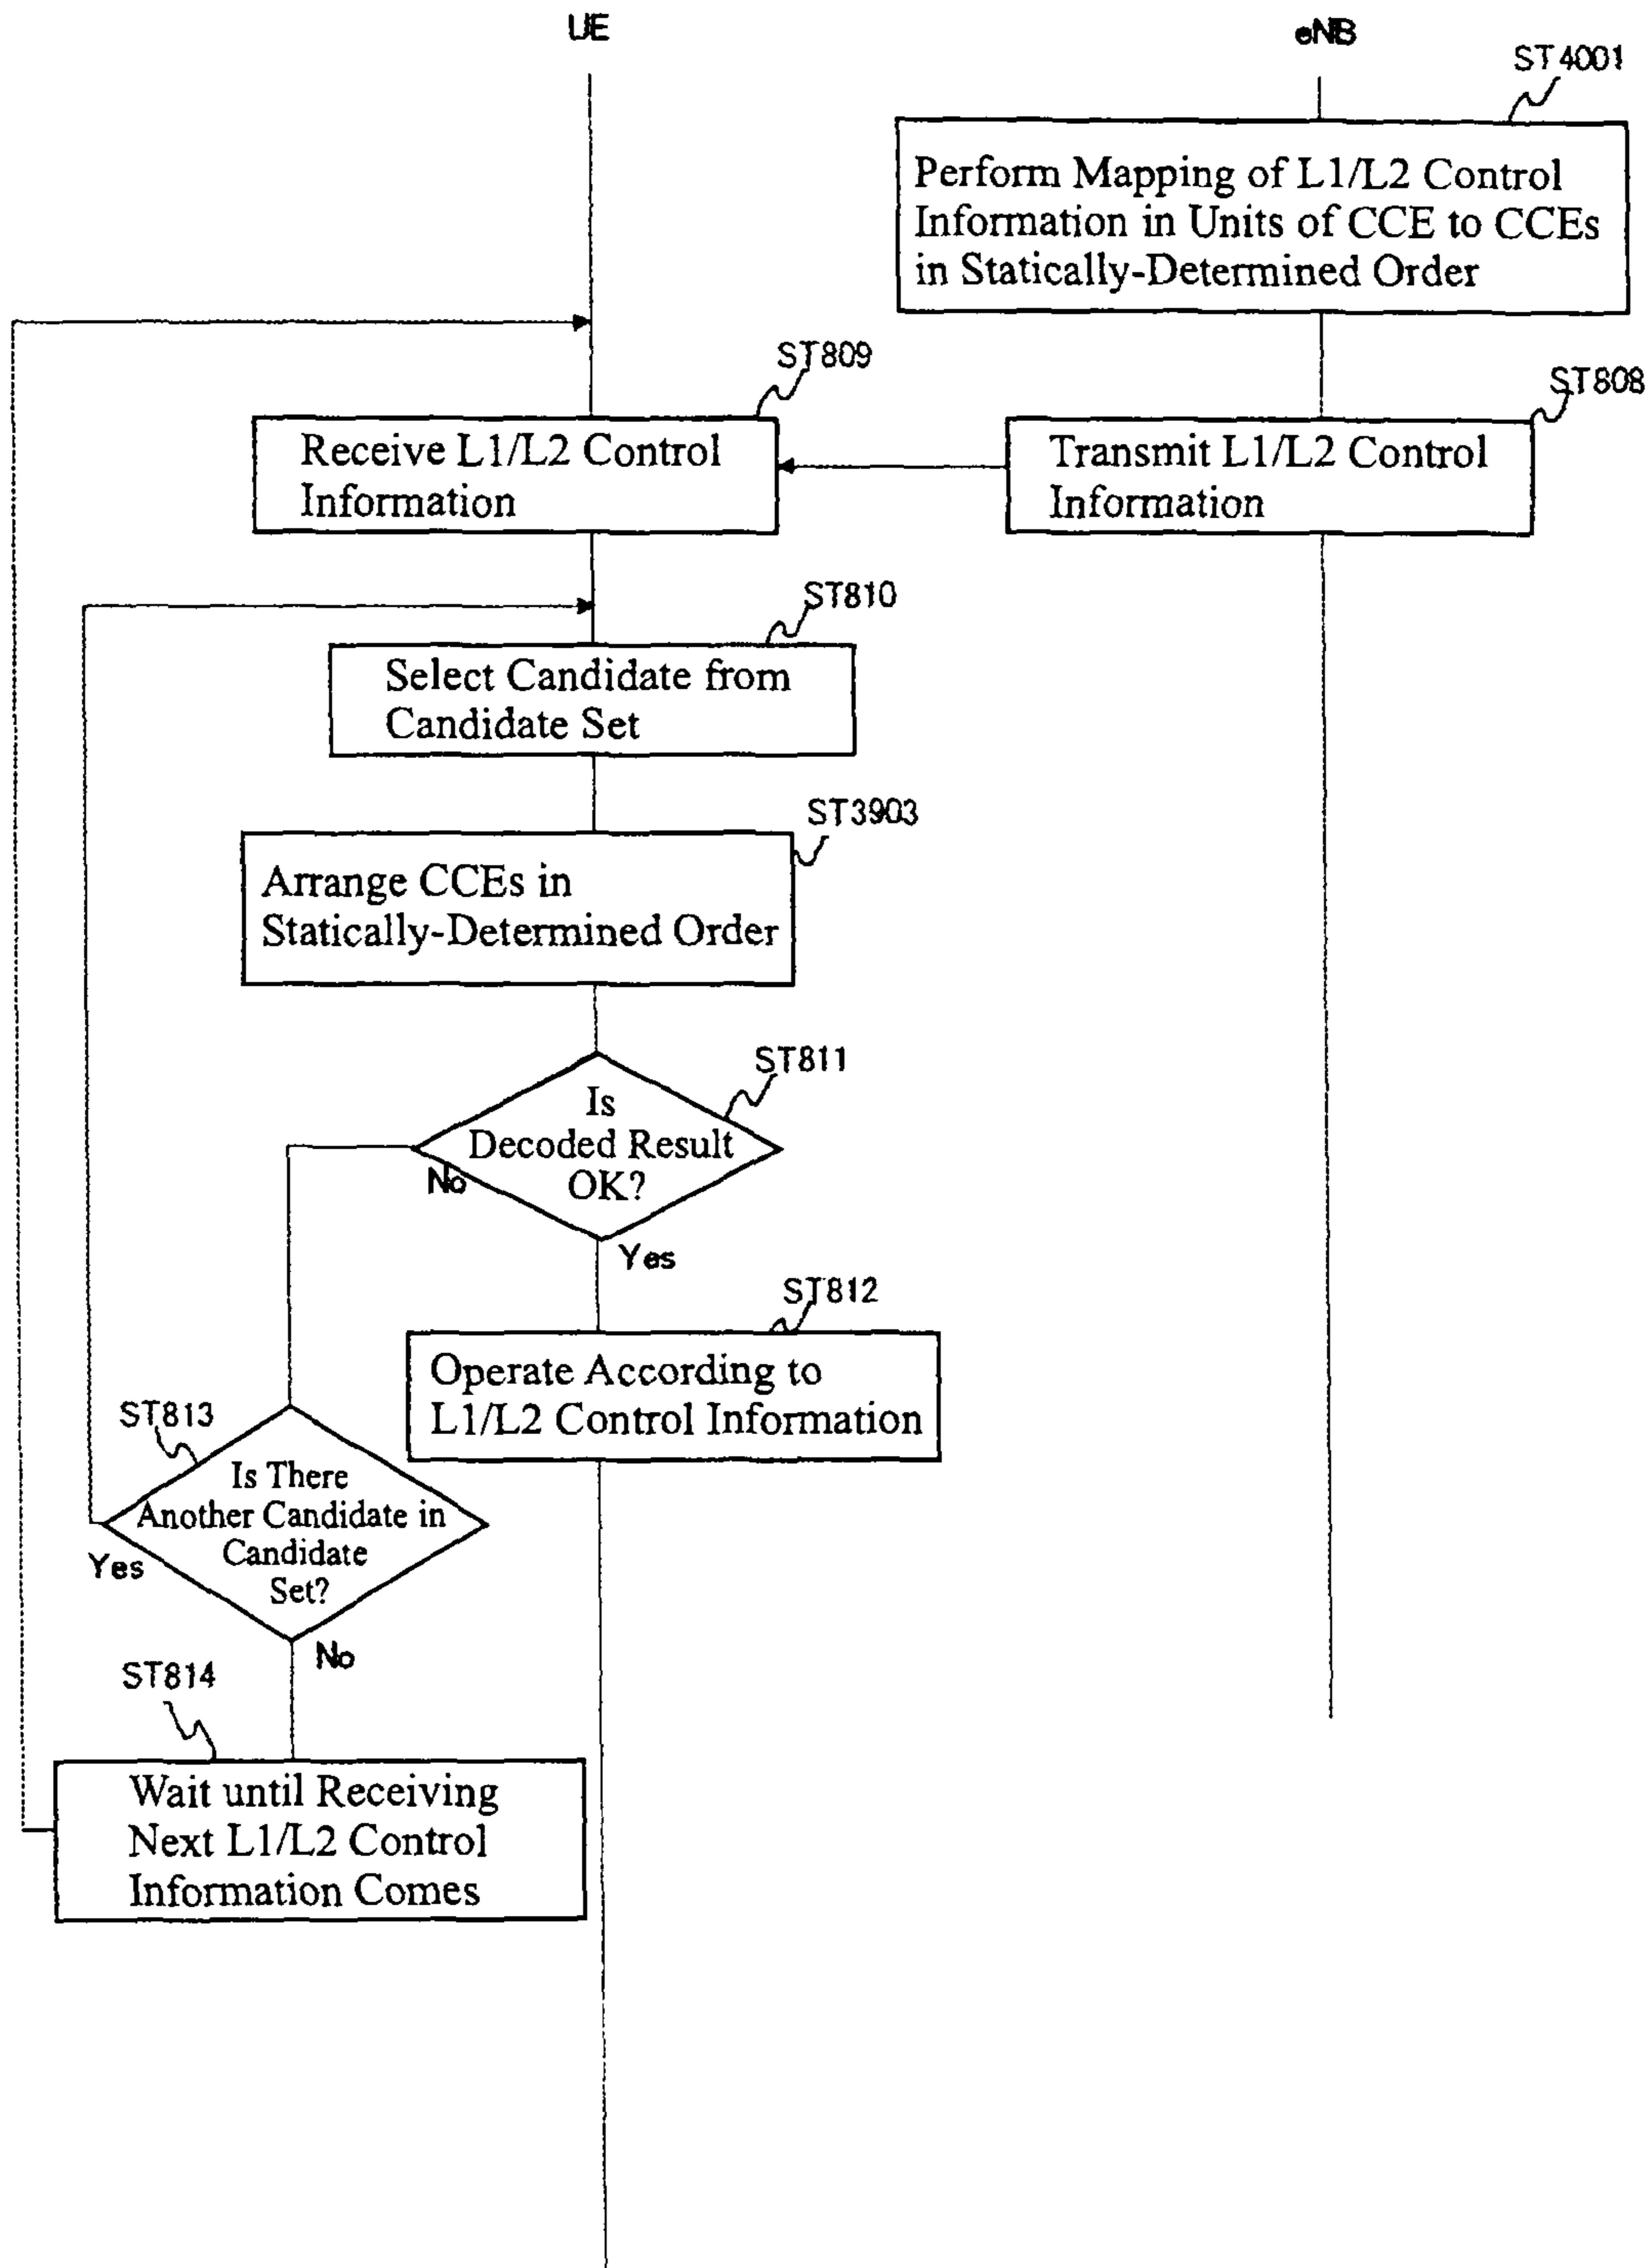 UE
eNB
ST4001
Perform Mapping of L1/L2 Control
Information in Units of CCE to CCEs
in Statically-Determined Order
ST809
Receive L1/L2 Control
Information
ST808
Transmit L1/L2 Control
Information
ST810
Select Candidate from
Candidate Set
ST3903
Arrange CCEs in
Statically-Determined Order
ST811
Is
Decoded Result
OK?
No
Yes
ST812
Operate According to
L1/L2 Control Information
ST813
Is There
Another Candidate in
Candidate
Set?
Yes
No
ST814
Wait until Receiving
Next L1/L2 Control
Information Comes